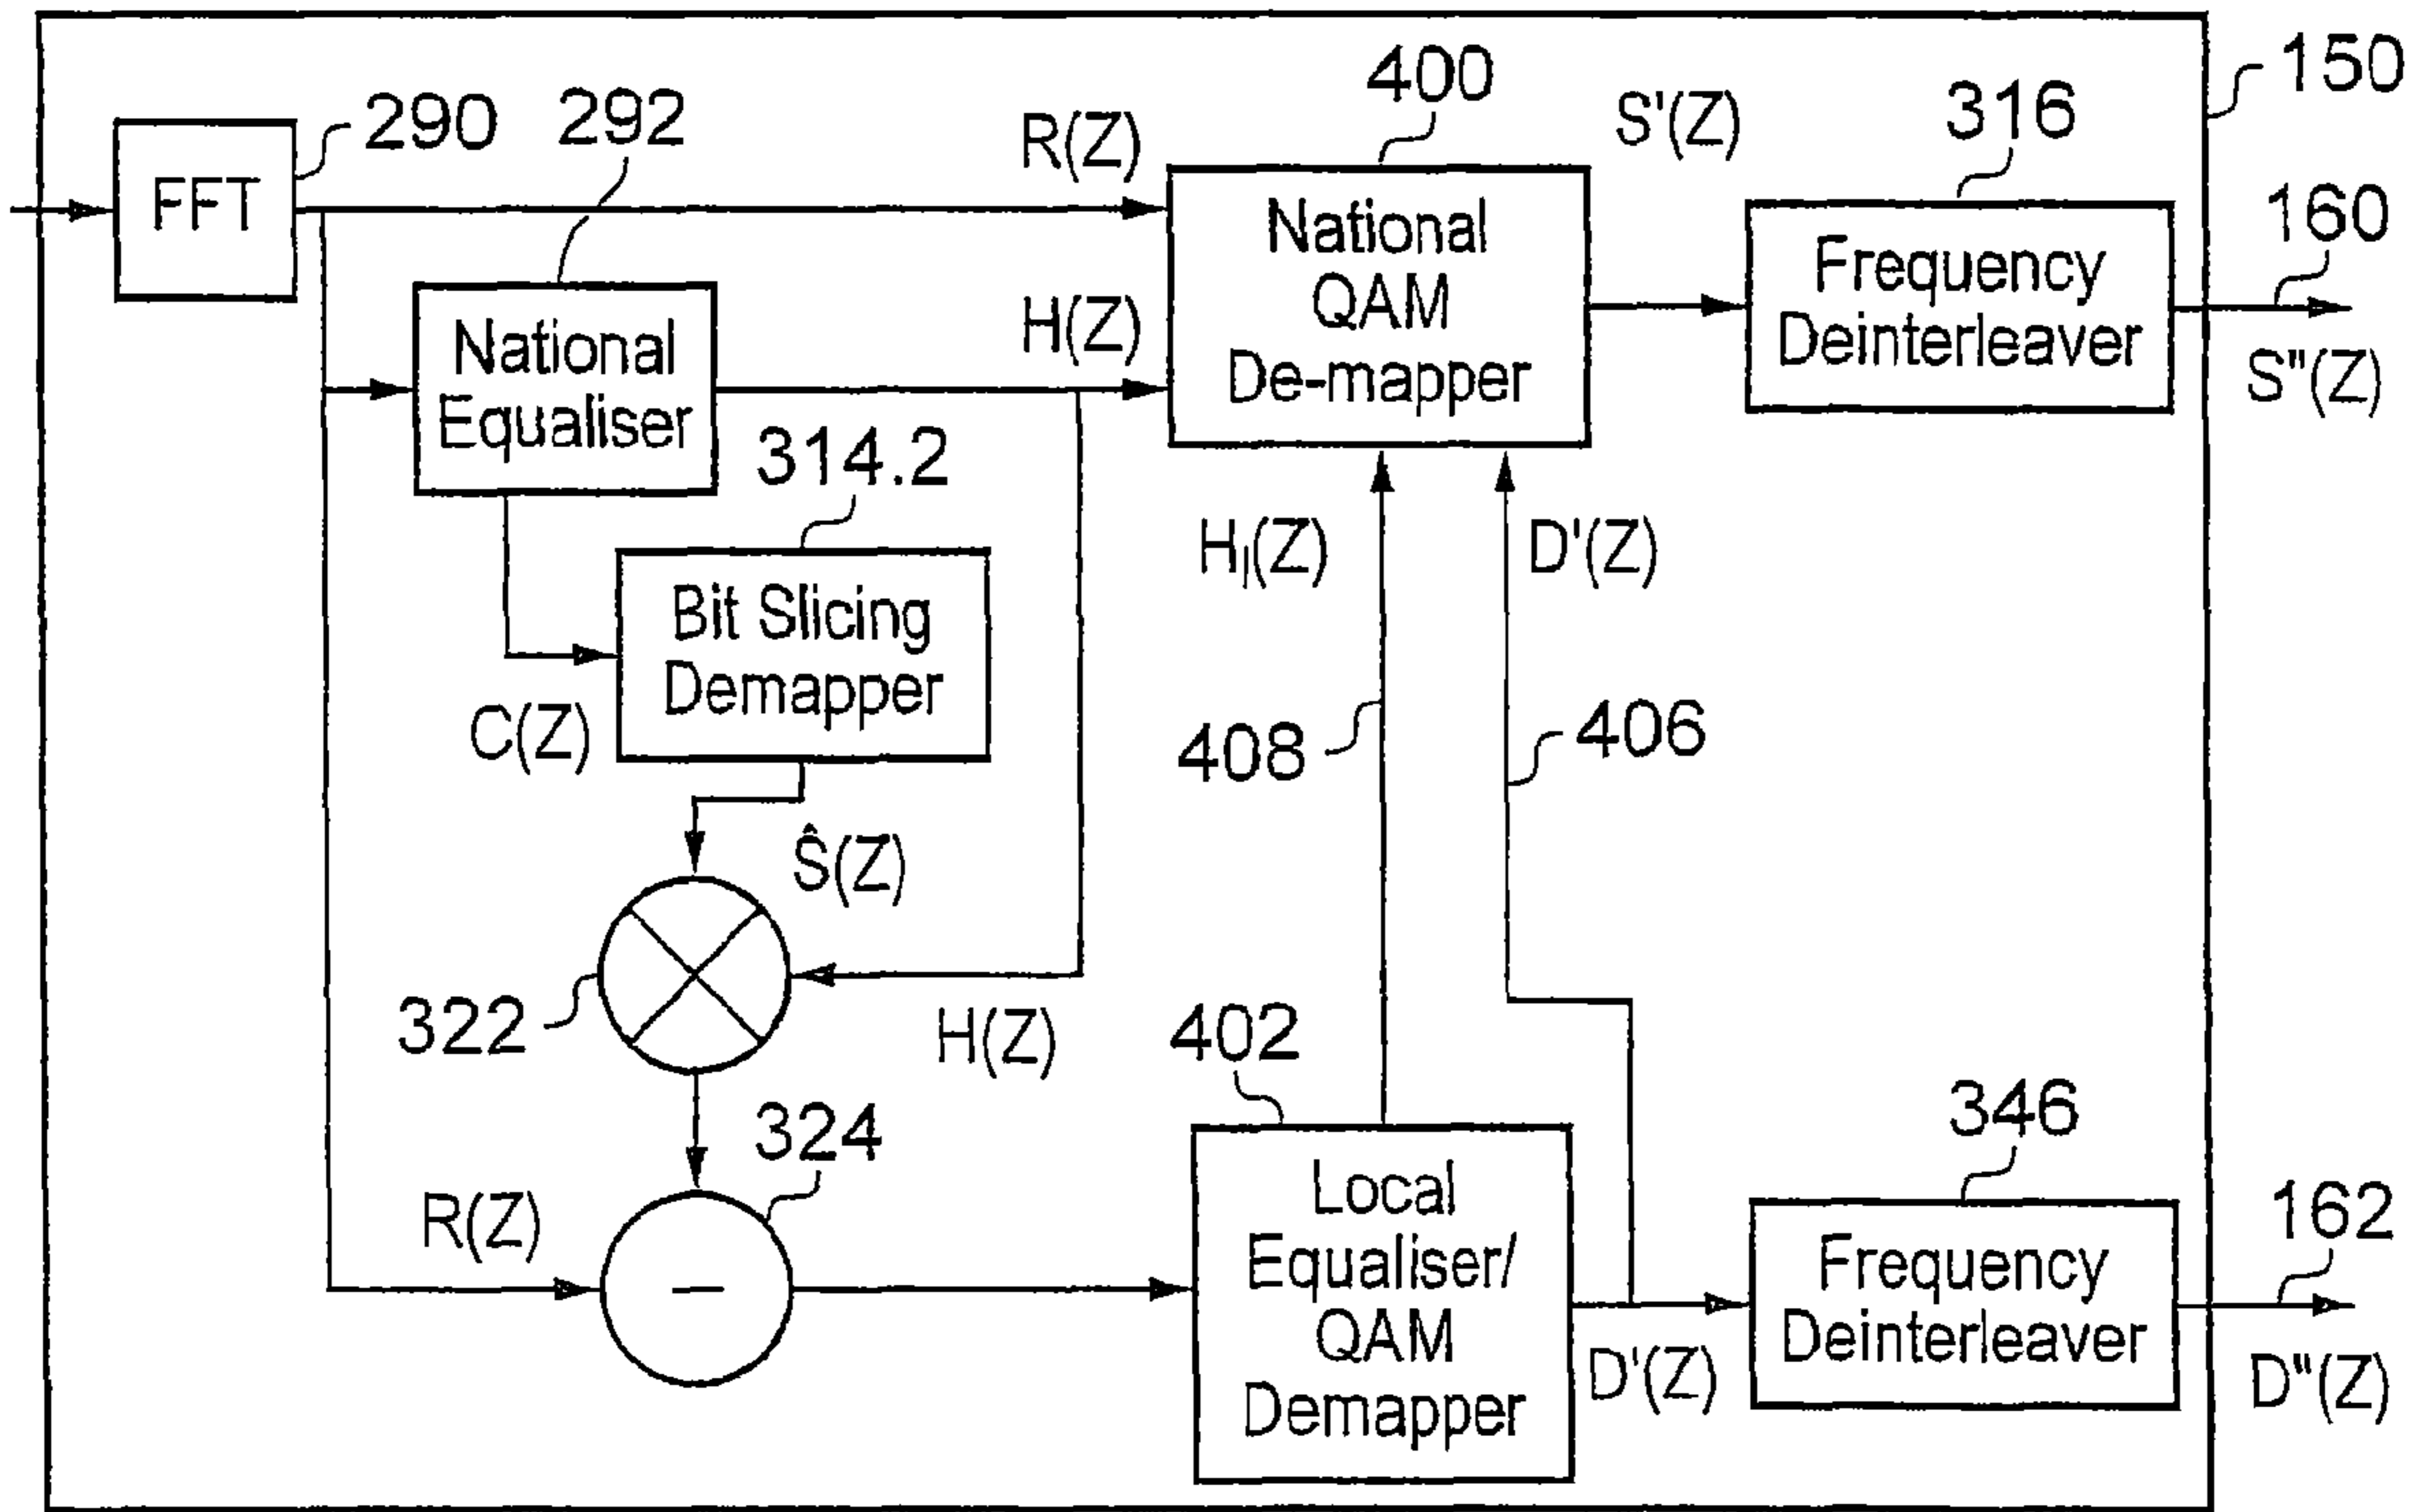 400
150
290
292
S'(Z)
316
R(Z)
FFT
160
National
QAM
De-mapper
Frequency
Deinterleaver
H(Z)
National
Equaliser
S"(Z)
314.2
H_l(Z)
D'(Z)
Bit Slicing
Demapper
C(Z)
408
406
Ŝ(Z)
322
H(Z)
402
324
346
R(Z)
Local
Equaliser/
QAM
Demapper
162
Frequency
Deinterleaver
D'(Z)
D"(Z)